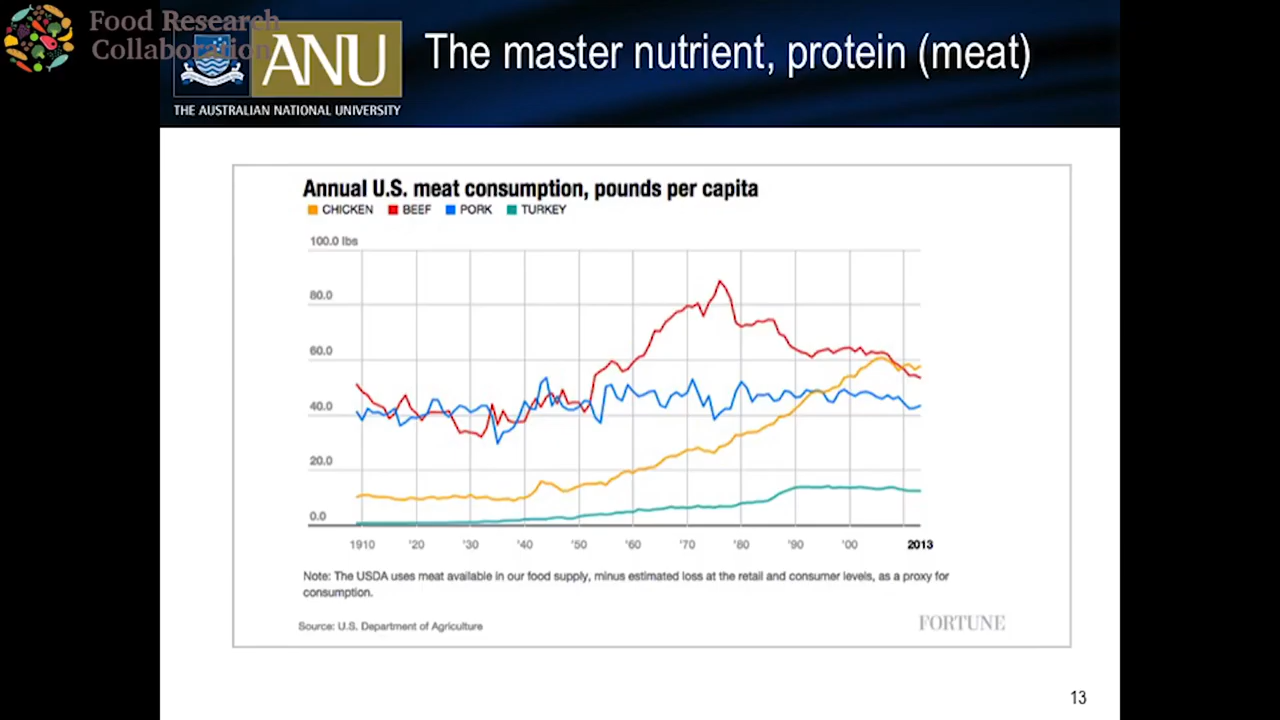 Food Research
Collaboration
ANU
THE AUSTRALIAN NATIONAL UNIVERSITY
The master nutrient, protein (meat)
Annual U.S. meat consumption, pounds per capita
CHICKEN BEEF PORK TURKEY
100.0 lbs
80.0
60.0
40.0
20.0
0.0
1910 '20 '30 '40 '50 '60 '70 '80 '90 '00 2013
Note: The USDA uses meat available in our food supply, minus estimated loss at the retail and consumer levels, as a proxy for
consumption.
Source: U.S. Department of Agriculture
FORTUNE
13